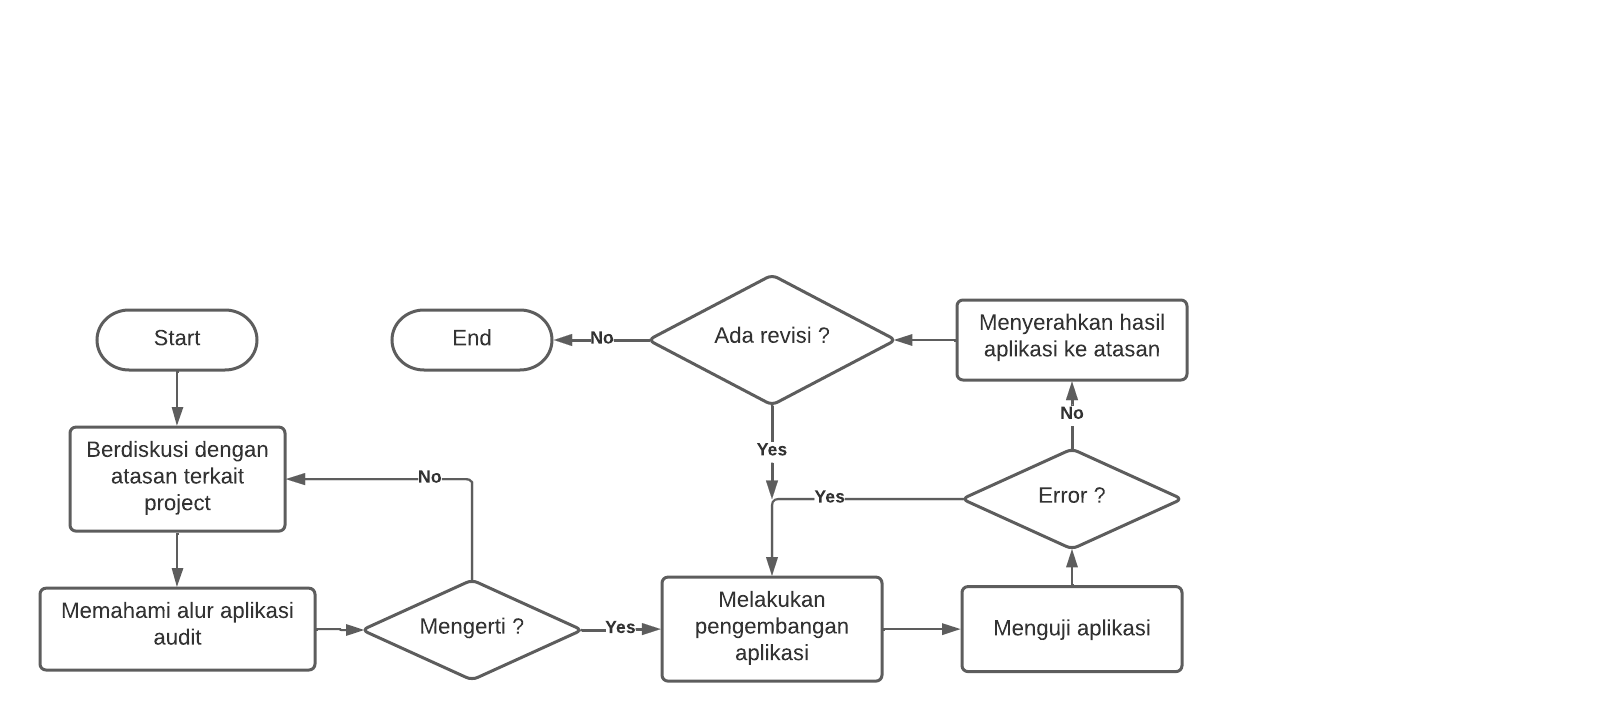 Start
End
No
Ada revisi ?
Menyerahkan hasil
aplikasi ke atasan
No
Yes
Berdiskusi dengan
atasan terkait
project
No
Yes
Error ?
Memahami alur aplikasi
audit
Mengerti ?
Yes
Melakukan
pengembangan
aplikasi
Menguji aplikasi